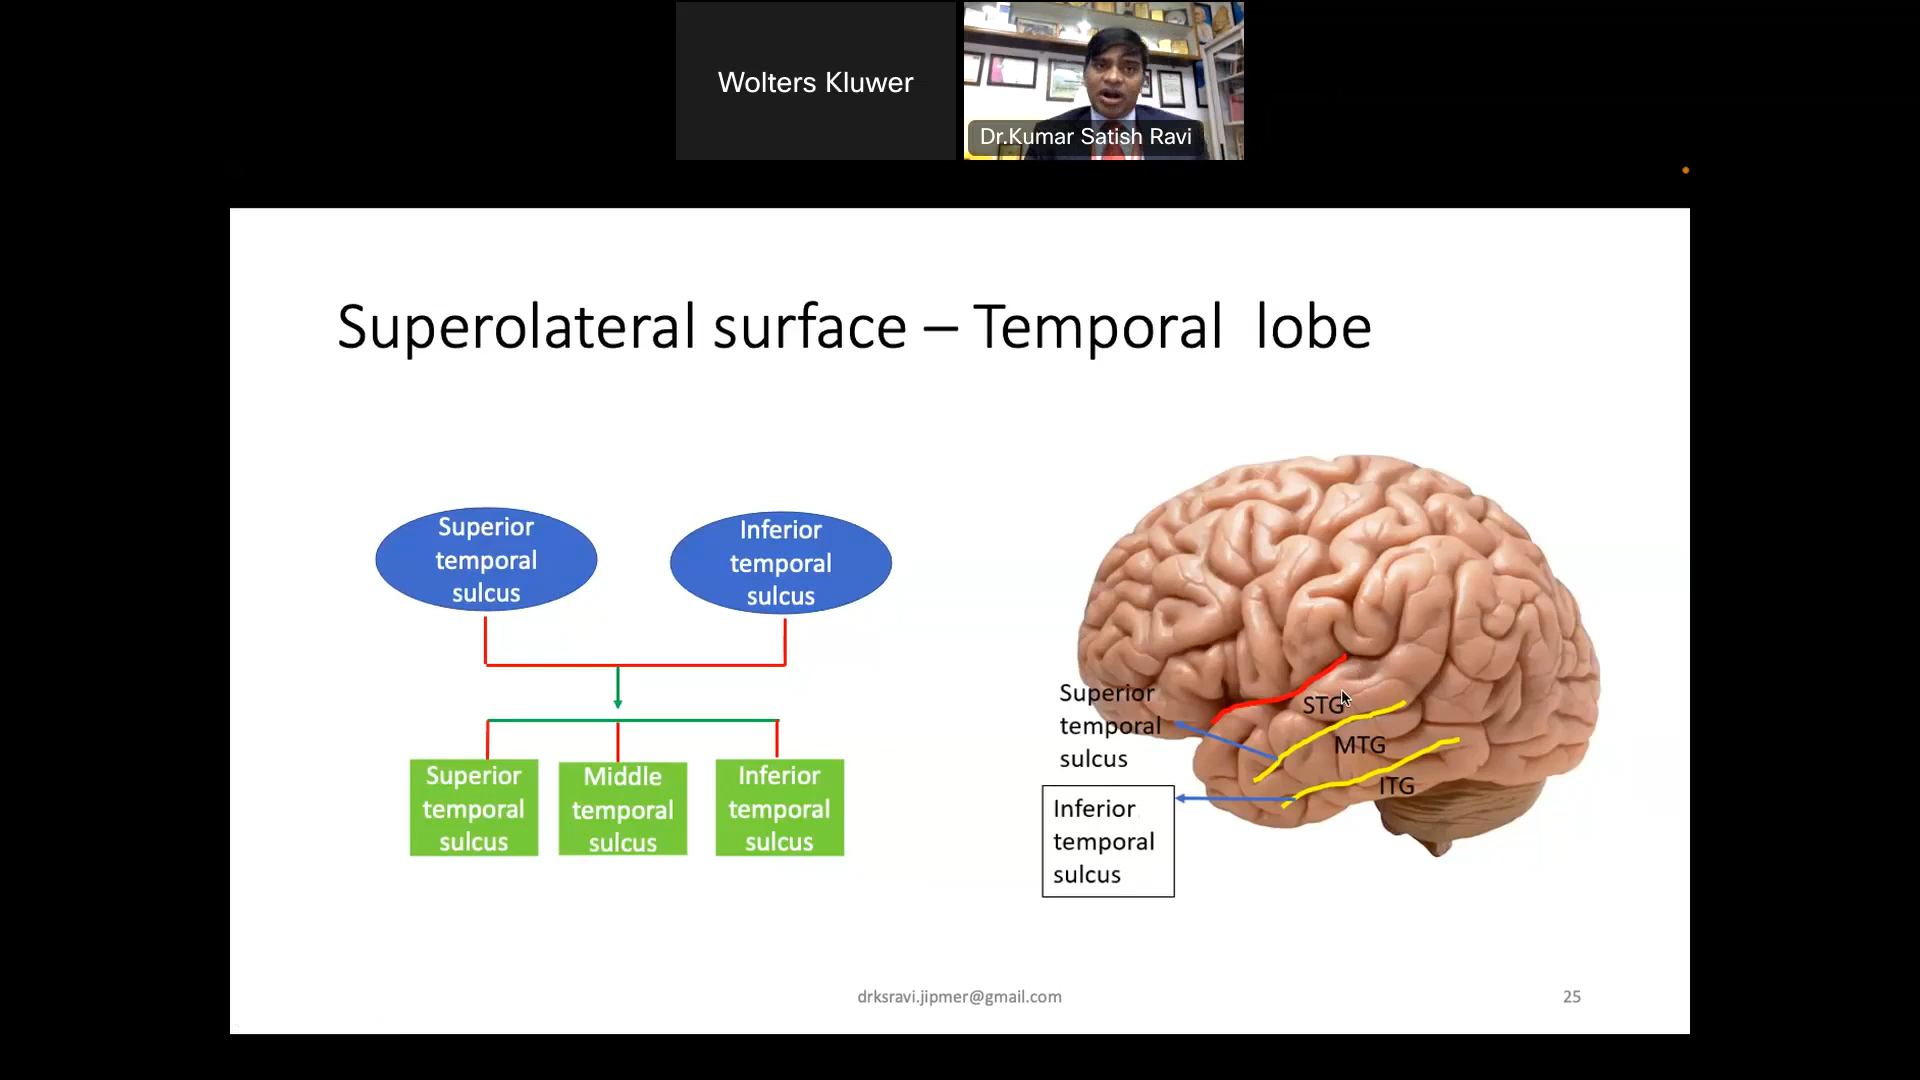 Wolters Kluwer
Dr.Kumar Satish Ravi
Superolateral surface – Temporal lobe
Superior
temporal
sulcus
Inferior
temporal
sulcus
Superior
temporal
sulcus
Middle
temporal
sulcus
Inferior
temporal
sulcus
Superior
temporal
sulcus
Inferior
temporal
sulcus
STG
MTG
ITG
drksravi.jipmer@gmail.com
25